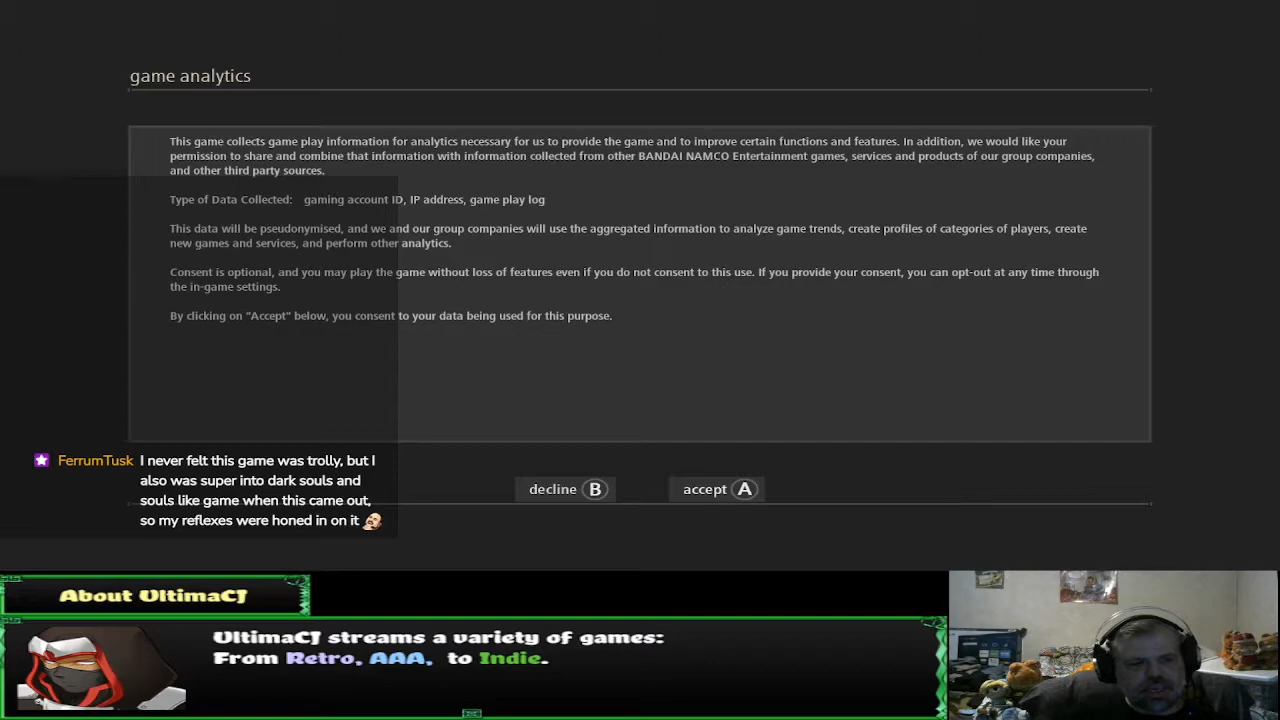 game analytics
This game collects game play information for analytics necessary for us to provide the game and to improve certain functions and features. In addition, we would like your
permission to share and combine that information with information collected from other BANDAI NAMCO Entertainment games, services and products of our group companies,
and other third party sources.
Type of Data Collected: gaming account ID, IP address, game play log
This data will be pseudonymised, and we and our group companies will use the aggregated information to analyze game trends, create profiles of categories of players, create
new games and services, and perform other analytics.
Consent is optional, and you may play the game without loss of features even if you do not consent to this use. If you provide your consent, you can opt-out at any time through
the in-game settings.
By clicking on "Accept" below, you consent to your data being used for this purpose.
FerrumTusk I never felt this game was trolly, but I
also was super into dark souls and
souls like game when this came out,
so my reflexes were honed in on it
decline B accept A
About UltimaCJ
UltimaCJ streams a variety of games:
From Retro, AAA, to Indie.